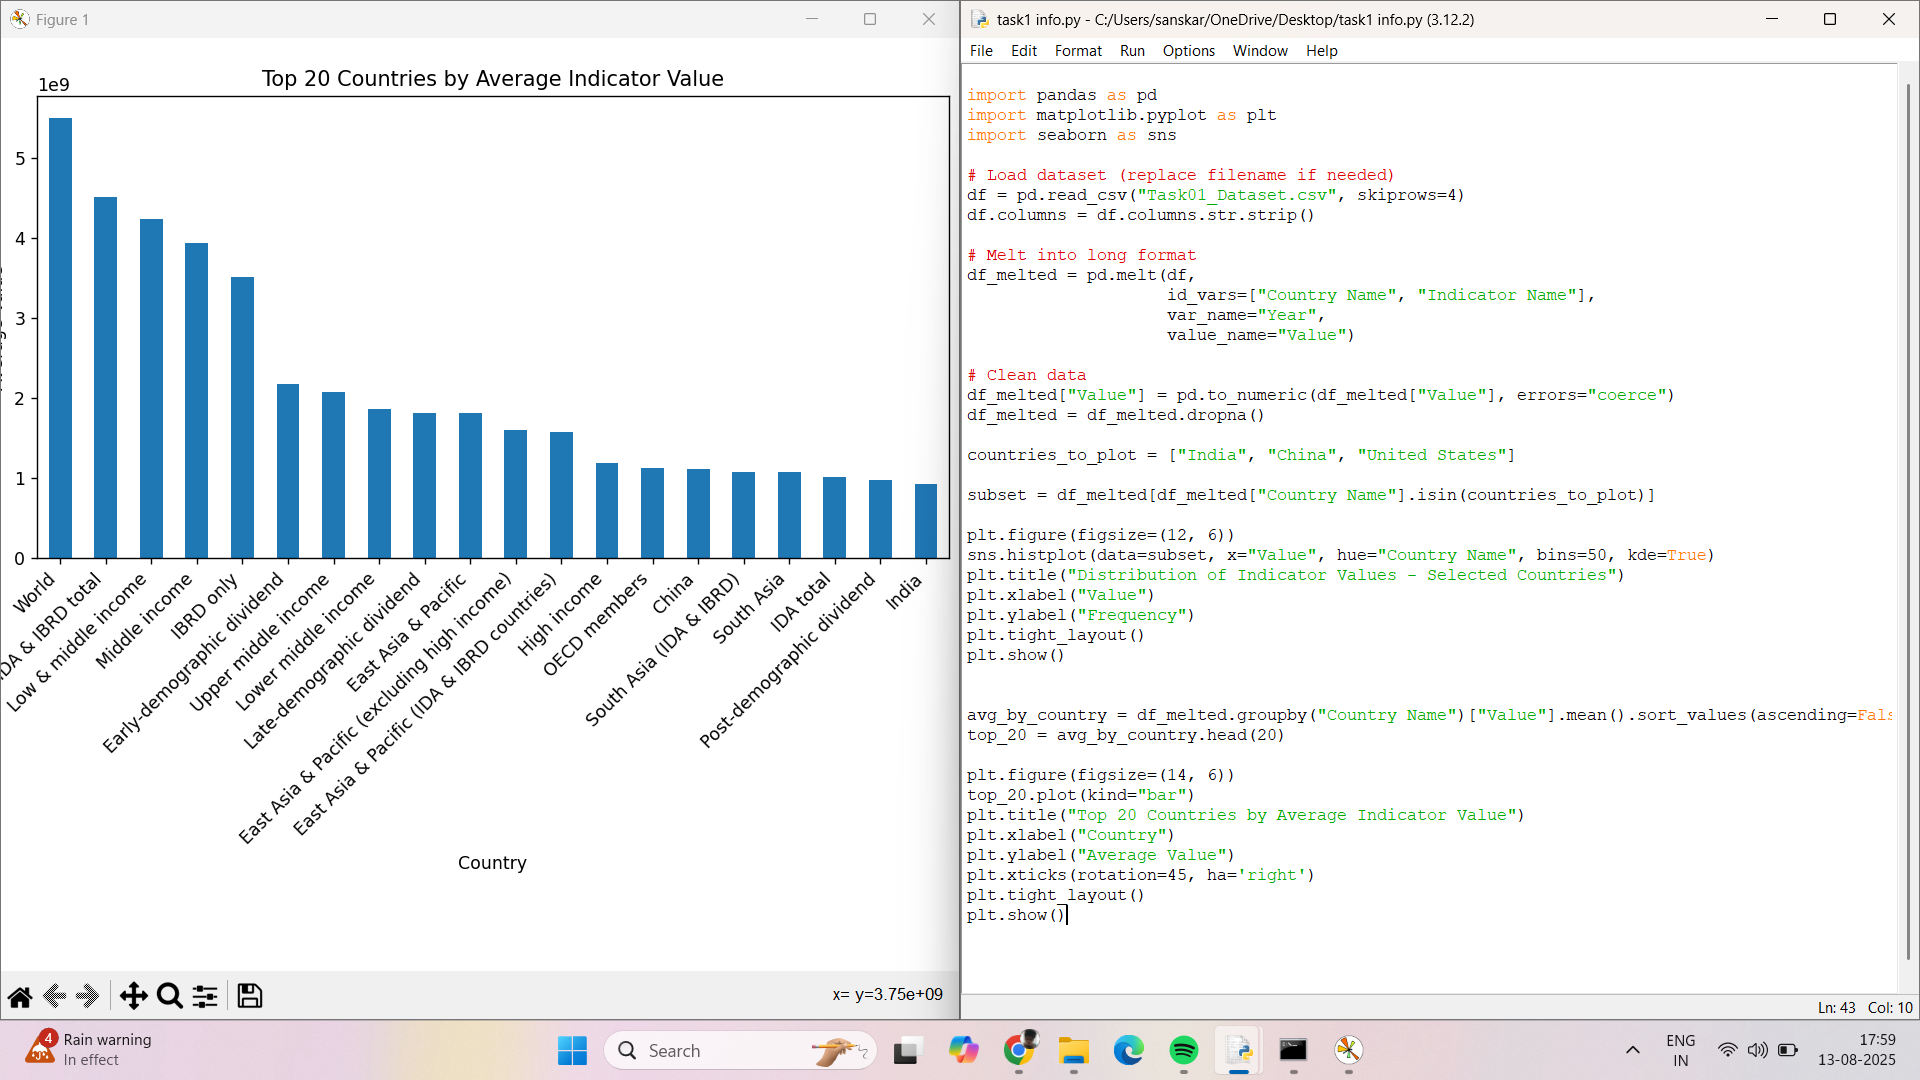 Figure 1
Top 20 Countries by Average Indicator Value
1e9
5
4
3
2
1
0
World
IDA & IBRD total
Low & middle income
Middle income
IBRD only
Early-demographic dividend
Upper middle income
Lower middle income
Late-demographic dividend
East Asia & Pacific
East Asia & Pacific (excluding high income)
East Asia & Pacific (IDA & IBRD countries)
High income
OECD members
China
South Asia (IDA & IBRD)
South Asia
IDA total
Post-demographic dividend
India
Country
x= y=3.75e+09
task1 info.py - C:/Users/sanskar/OneDrive/Desktop/task1 info.py (3.12.2)
File Edit Format Run Options Window Help
import pandas as pd
import matplotlib.pyplot as plt
import seaborn as sns
# Load dataset (replace filename if needed)
df = pd.read_csv("Task01_Dataset.csv", skiprows=4)
df.columns = df.columns.str.strip()
# Melt into long format
df_melted = pd.melt(df,
id_vars=["Country Name", "Indicator Name"],
var_name="Year",
value_name="Value")
# Clean data
df_melted["Value"] = pd.to_numeric(df_melted["Value"], errors="coerce")
df_melted = df_melted.dropna()
countries_to_plot = ["India", "China", "United States"]
subset = df_melted[df_melted["Country Name"].isin(countries_to_plot)]
plt.figure(figsize=(12, 6))
sns.histplot(data=subset, x="Value", hue="Country Name", bins=50, kde=True)
plt.title("Distribution of Indicator Values – Selected Countries")
plt.xlabel("Value")
plt.ylabel("Frequency")
plt.tight_layout()
plt.show()
avg_by_country = df_melted.groupby("Country Name")["Value"].mean().sort_values(ascending=Fals
top_20 = avg_by_country.head(20)
plt.figure(figsize=(14, 6))
top_20.plot(kind="bar")
plt.title("Top 20 Countries by Average Indicator Value")
plt.xlabel("Country")
plt.ylabel("Average Value")
plt.xticks(rotation=45, ha='right')
plt.tight_layout()
plt.show()
Ln: 43 Col: 10
4
Rain warning
In effect
Search
ENG
IN
17:59
13-08-2025